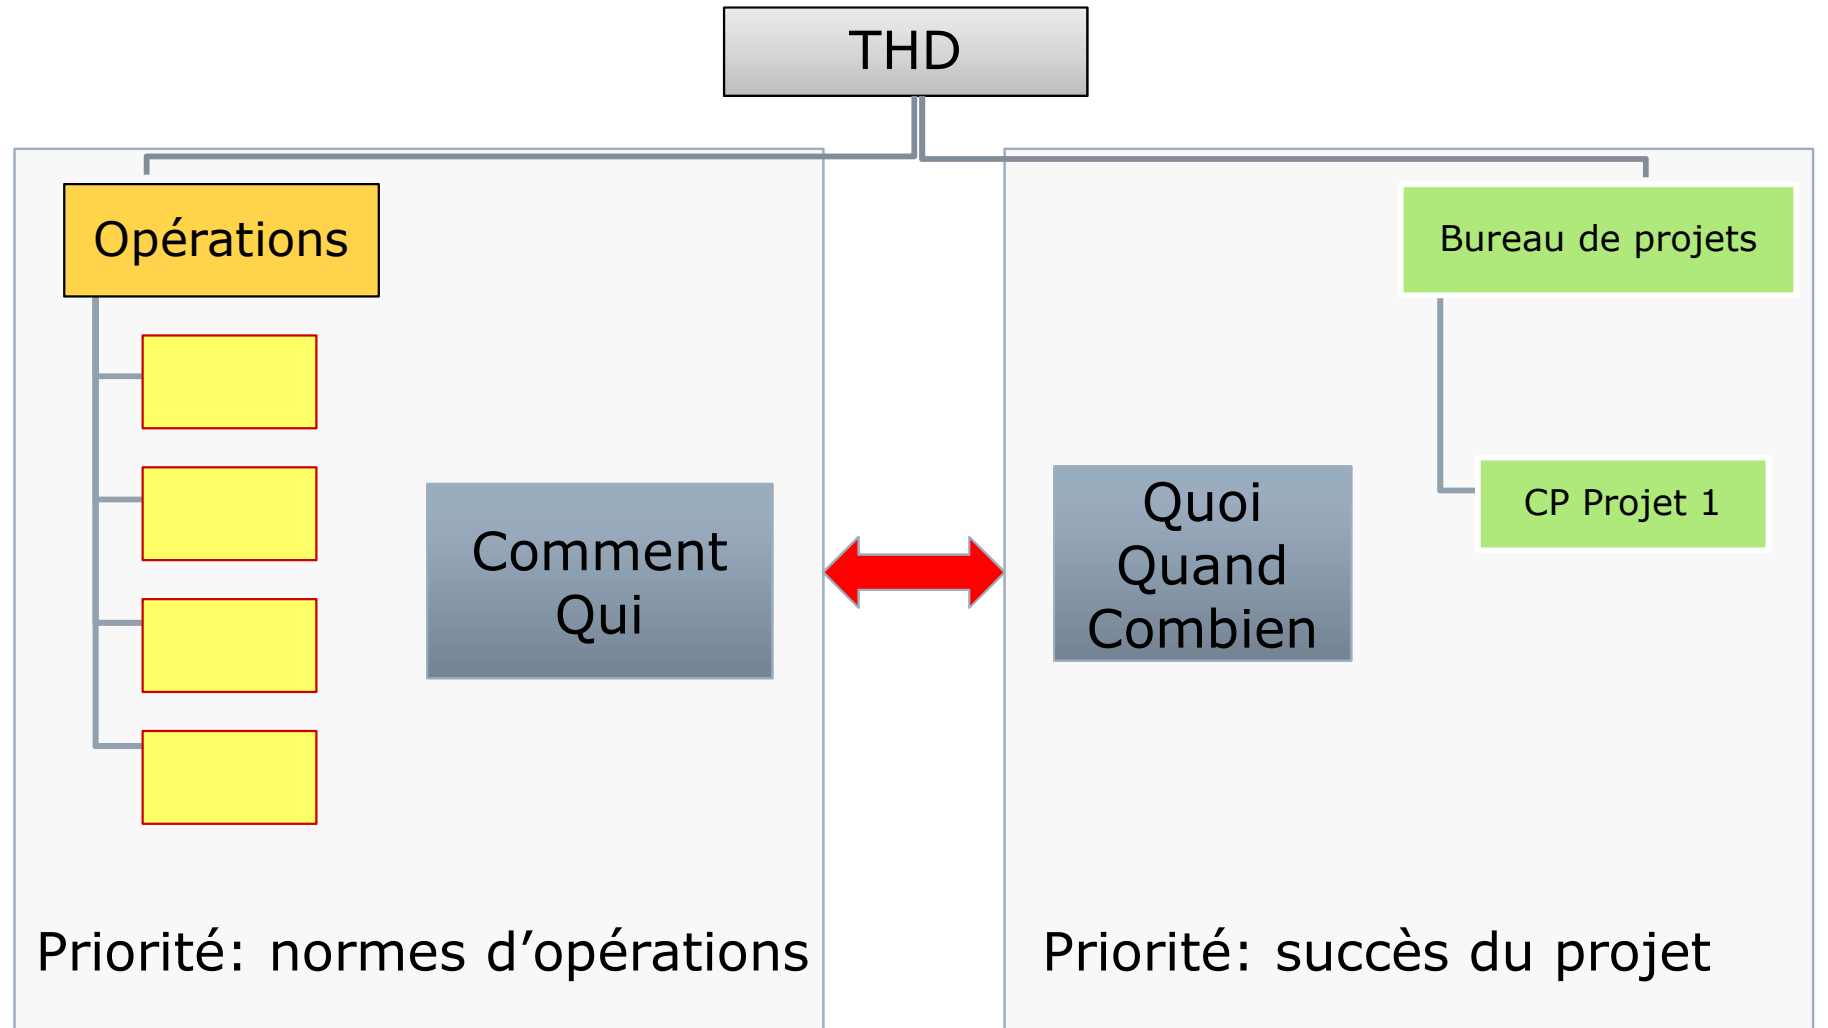 THD
Opérations
Bureau de projets
CP Projet 1
Comment
Qui
Quoi
Quand
Combien
Priorité: normes d’opérations
Priorité: succès du projet